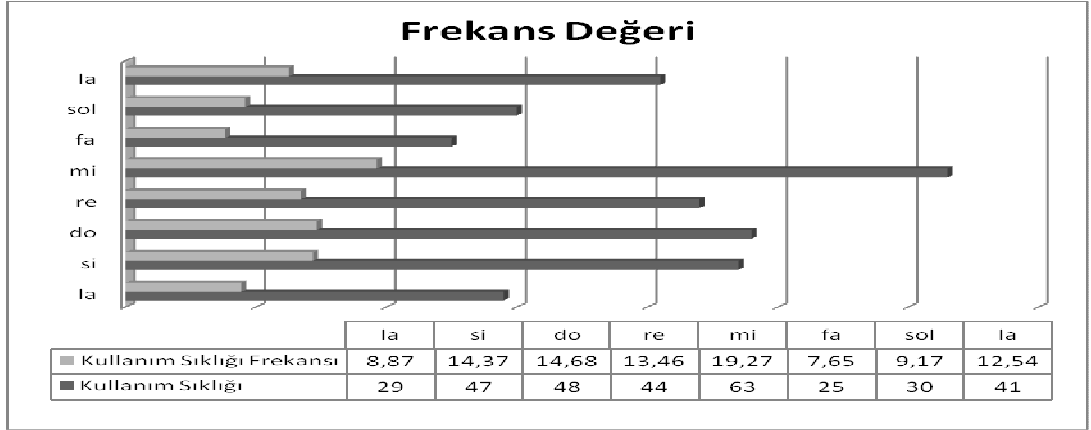 Frekans Değeri
la
sol
fa
mi
re
do
si
la
la si do re mi fa sol la
Kullanım Sıklığı Frekansı 8,87 14,37 14,68 13,46 19,27 7,65 9,17 12,54
Kullanım Sıklığı 29 47 48 44 63 25 30 41